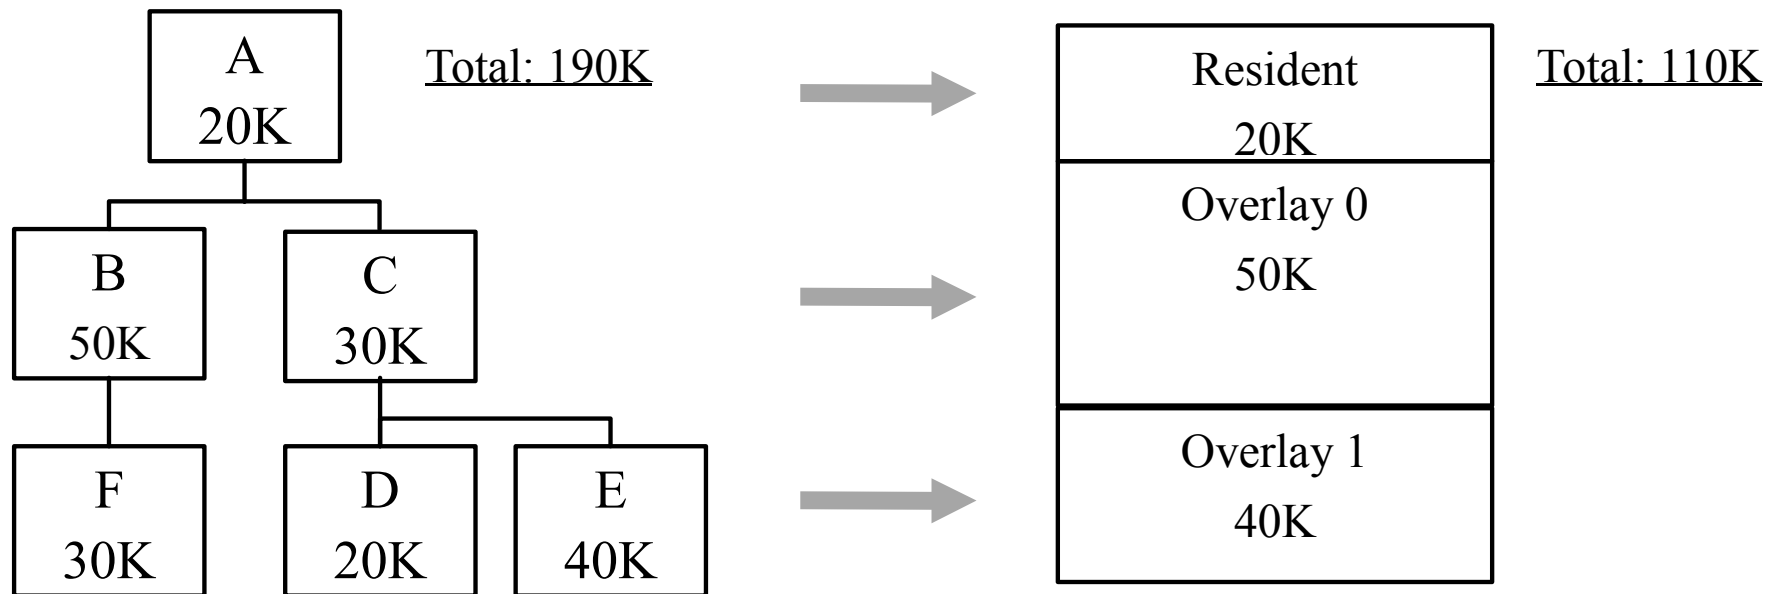 A
20K
Total: 190K
B
50K
C
30K
F
30K
D
20K
E
40K
Resident
20K
Total: 110K
Overlay 0
50K
Overlay 1
40K